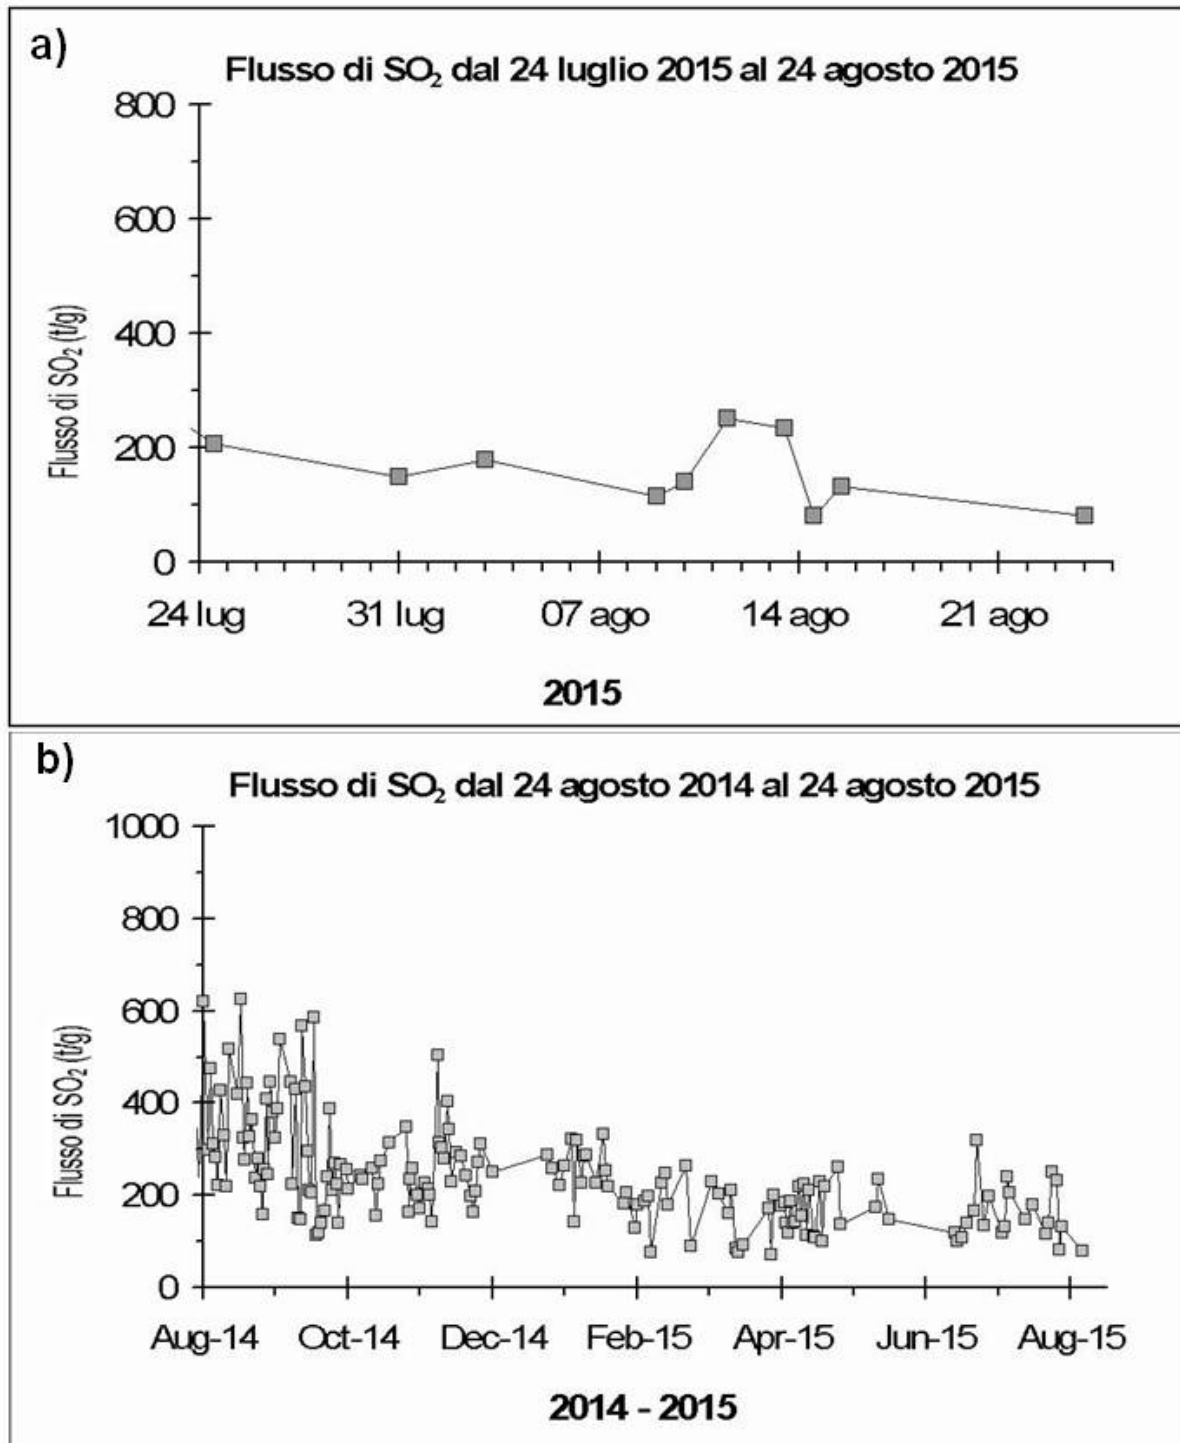 a)
Flusso di SO₂ dal 24 luglio 2015 al 24 agosto 2015
800
600
400
200
0
Flusso di SO₂ (t/g)
24 lug 31 lug 07 ago 14 ago 21 ago
2015
b)
Flusso di SO₂ dal 24 agosto 2014 al 24 agosto 2015
1000
800
600
400
200
0
Flusso di SO₂ (t/g)
Aug-14 Oct-14 Dec-14 Feb-15 Apr-15 Jun-15 Aug-15
2014 - 2015